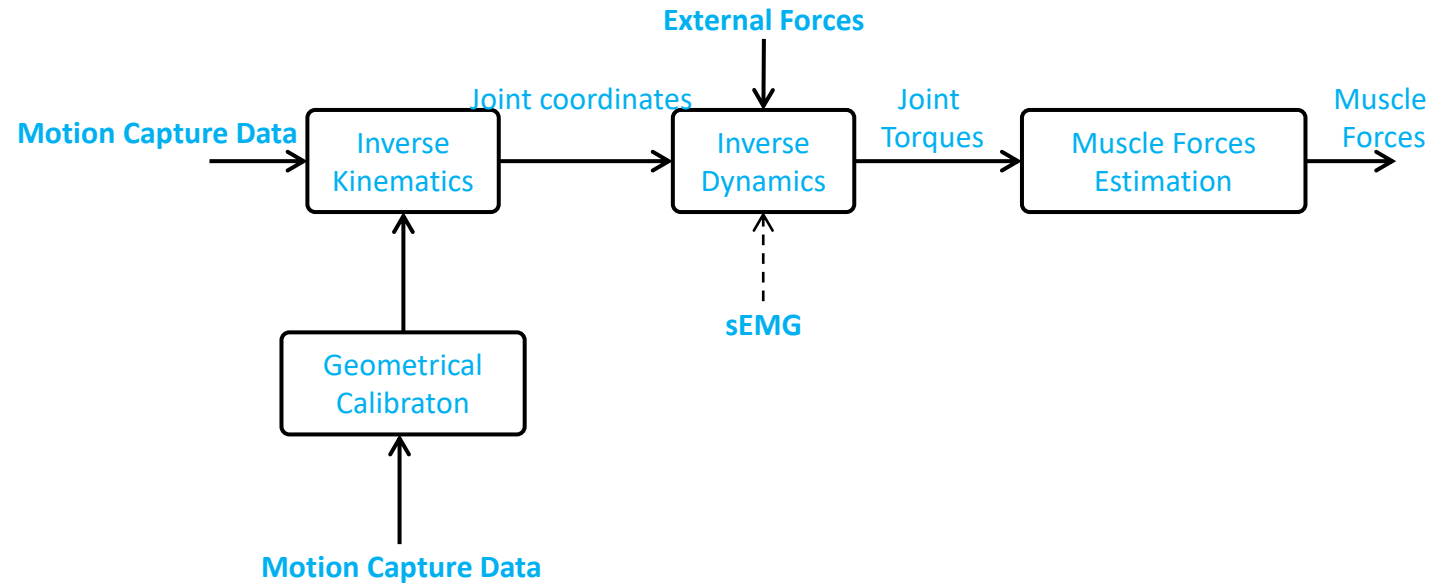 External Forces
Joint coordinates
Joint
Torques
Muscle
Forces
Motion Capture Data
Inverse
Kinematics
Inverse
Dynamics
Muscle Forces
Estimation
sEMG
Geometrical
Calibraton
Motion Capture Data